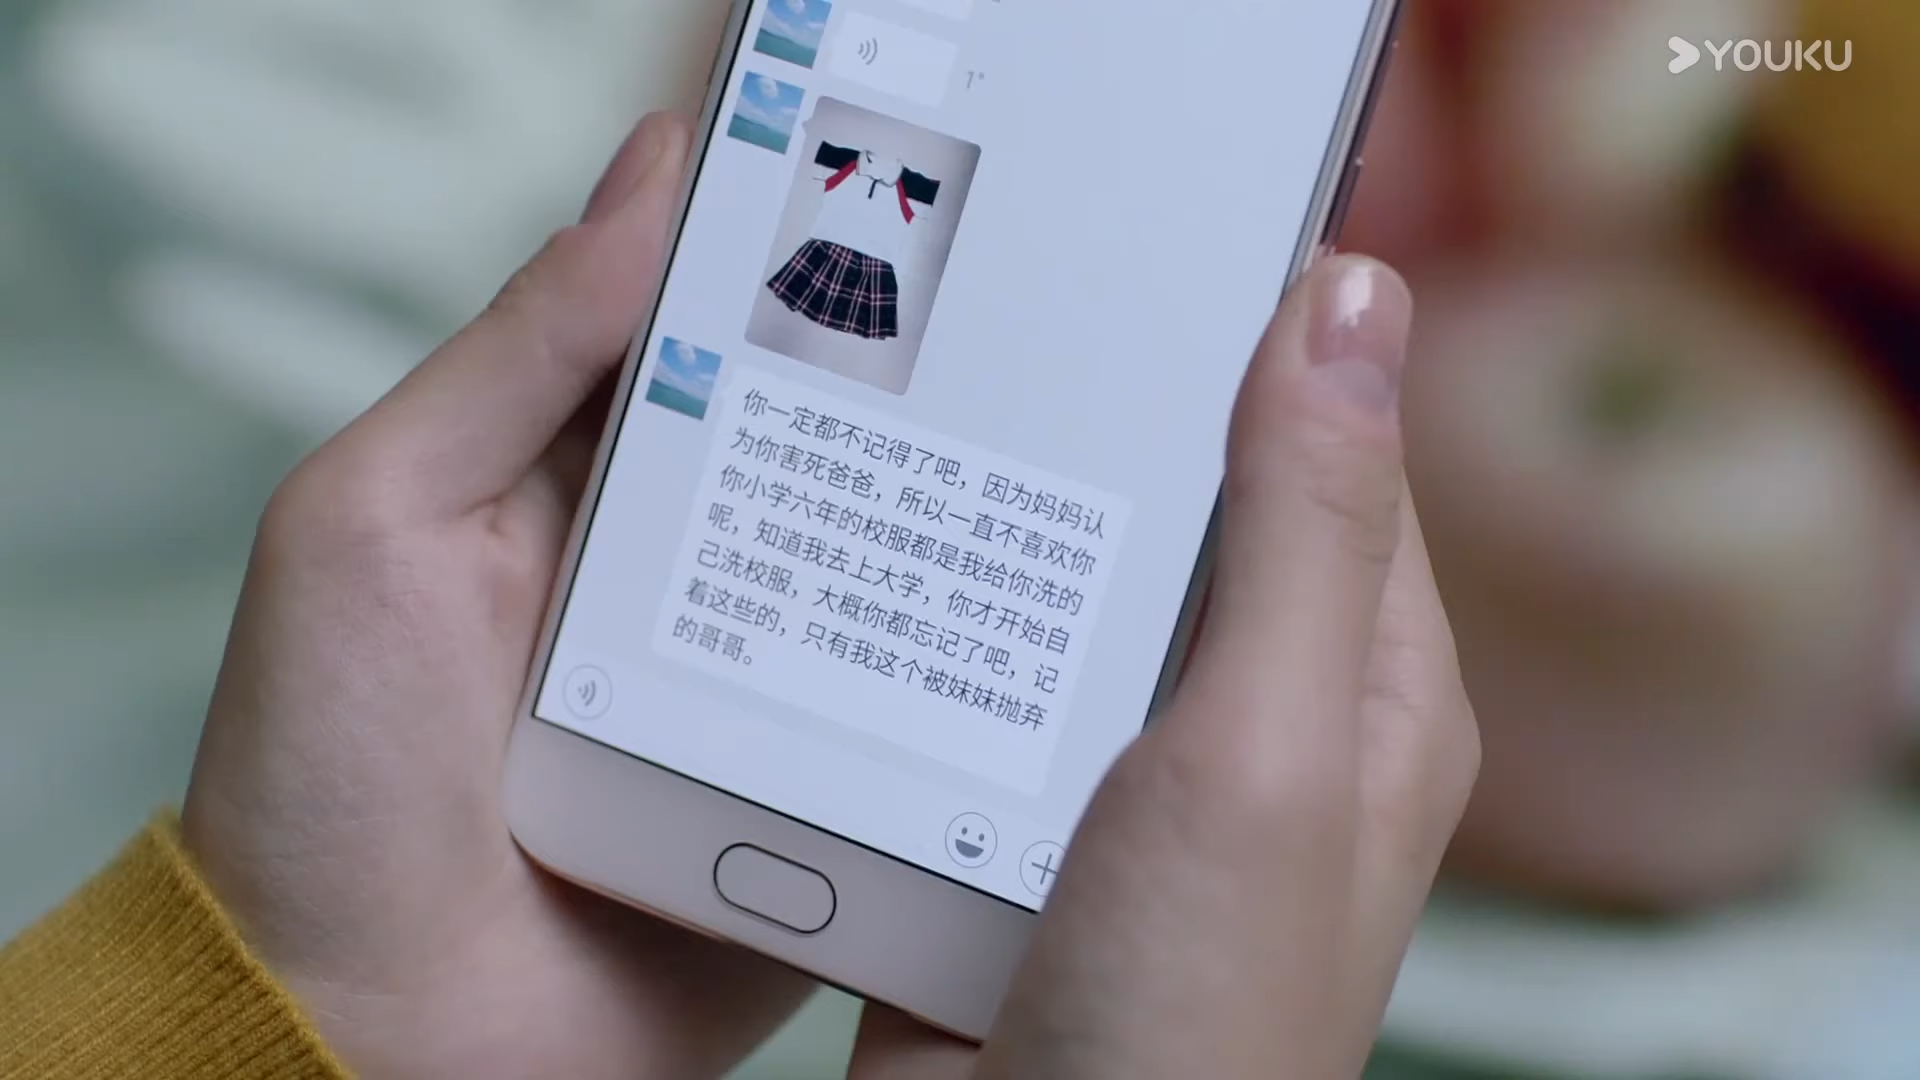 YOUKU
1"
你一定都不记得了吧，因为妈妈认
为你害死爸爸，所以一直不喜欢你
你小学六年的校服都是我给你洗的
呢，知道我去上大学，你才开始自
己洗校服，大概你都忘记了吧，记
着这些的，只有我这个被妹妹抛弃
的哥哥。